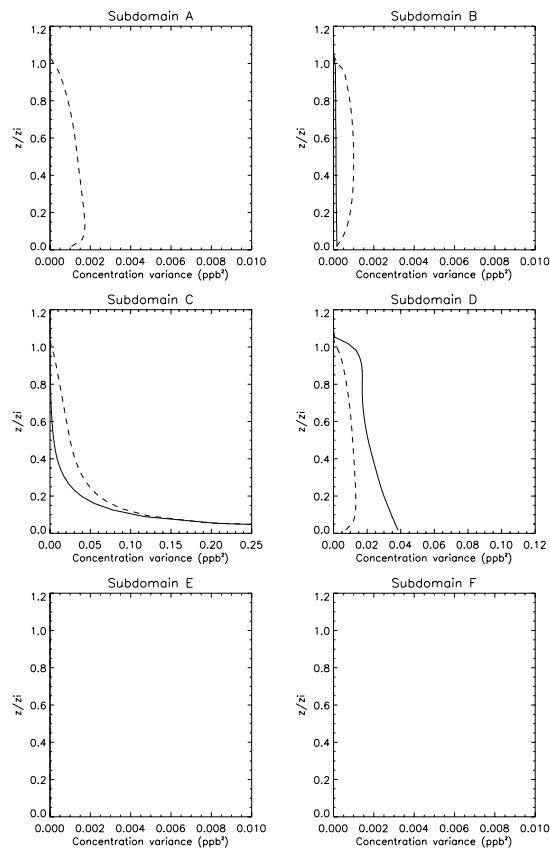 Subdomain A
1.2
1.0
0.8
0.6
0.4
0.2
0.0
z/zi
0.000 0.002 0.004 0.006 0.008 0.010
Concentration variance (ppb²)
Subdomain B
1.2
1.0
0.8
0.6
0.4
0.2
0.0
z/zi
0.000 0.002 0.004 0.006 0.008 0.010
Concentration variance (ppb²)
Subdomain C
1.2
1.0
0.8
0.6
0.4
0.2
0.0
z/zi
0.00 0.05 0.10 0.15 0.20 0.25
Concentration variance (ppb²)
Subdomain D
1.2
1.0
0.8
0.6
0.4
0.2
0.0
z/zi
0.00 0.02 0.04 0.06 0.08 0.10 0.12
Concentration variance (ppb²)
Subdomain E
1.2
1.0
0.8
0.6
0.4
0.2
0.0
z/zi
0.000 0.002 0.004 0.006 0.008 0.010
Concentration variance (ppb²)
Subdomain F
1.2
1.0
0.8
0.6
0.4
0.2
0.0
z/zi
0.000 0.002 0.004 0.006 0.008 0.010
Concentration variance (ppb²)